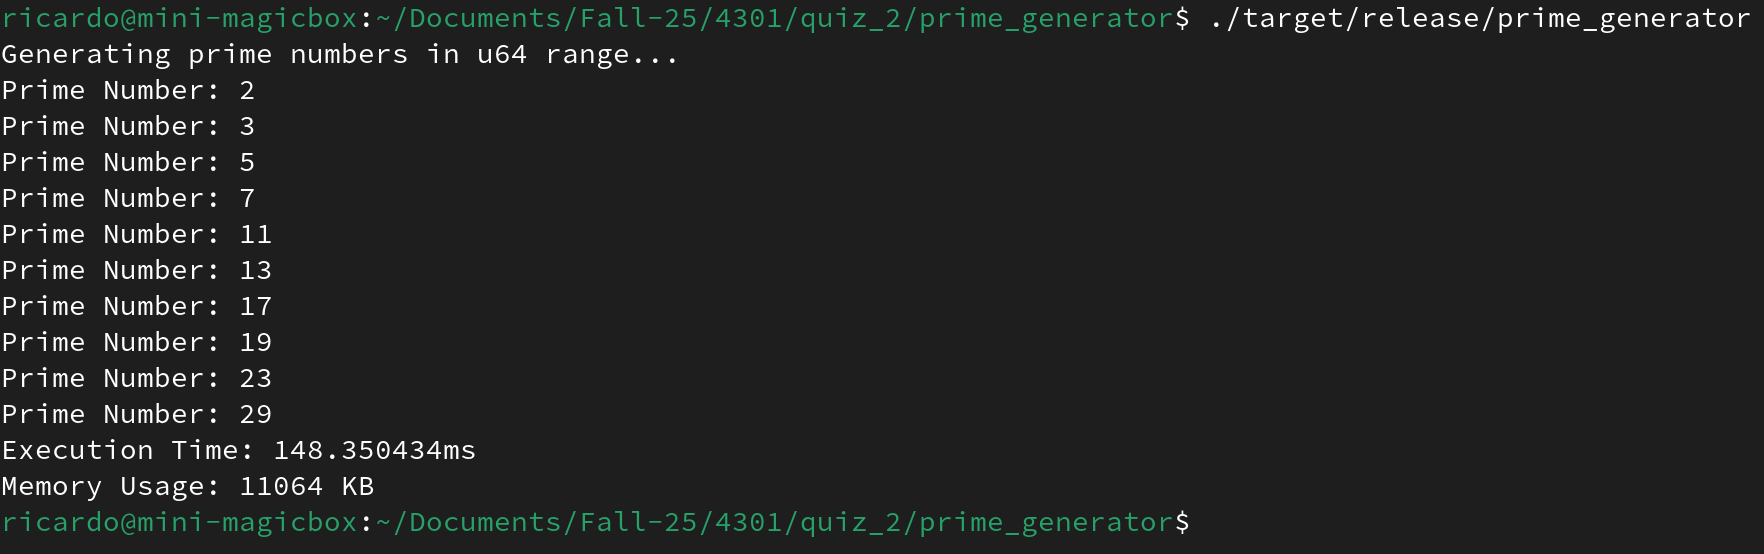 ricardo@mini-magicbox:~/Documents/Fall-25/4301/quiz_2/prime_generator$ ./target/release/prime_generator
Generating prime numbers in u64 range...
Prime Number: 2
Prime Number: 3
Prime Number: 5
Prime Number: 7
Prime Number: 11
Prime Number: 13
Prime Number: 17
Prime Number: 19
Prime Number: 23
Prime Number: 29
Execution Time: 148.350434ms
Memory Usage: 11064 KB
ricardo@mini-magicbox:~/Documents/Fall-25/4301/quiz_2/prime_generator$